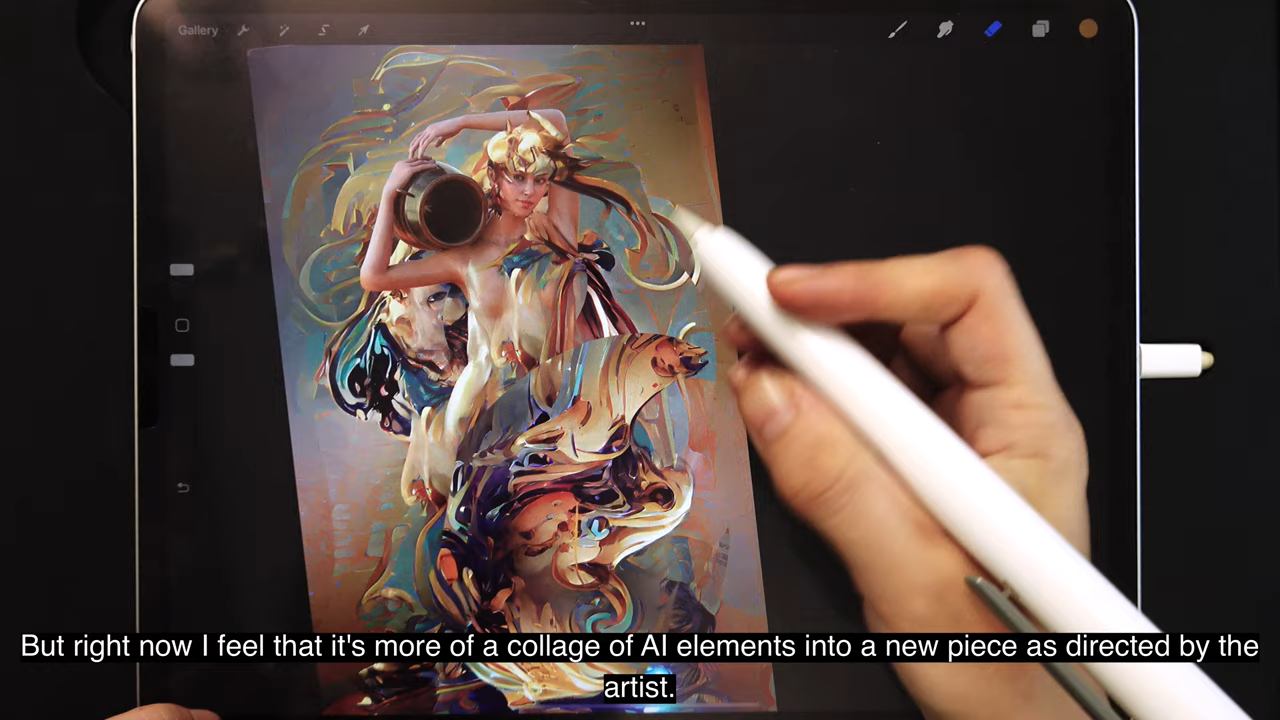 Gallery
But right now I feel that it's more of a collage of AI elements into a new piece as directed by the
artist.